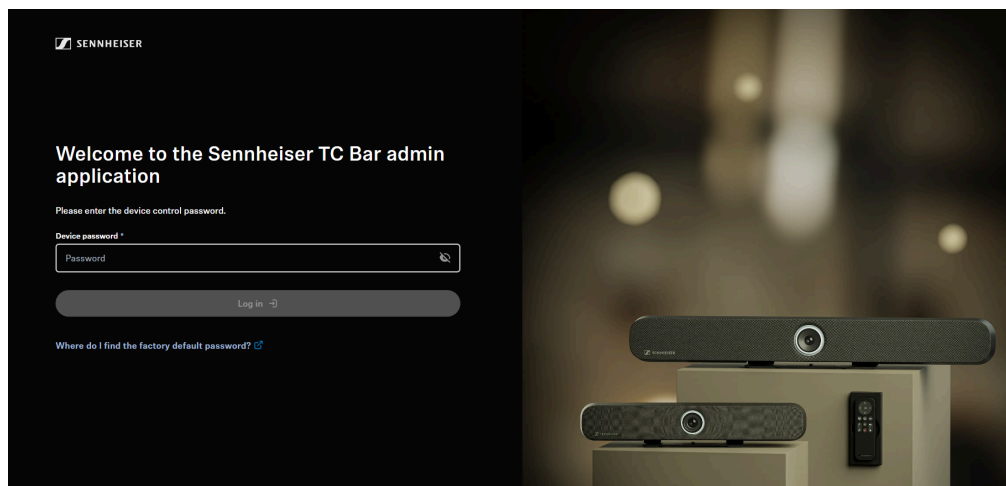 SENNHEISER
Welcome to the Sennheiser TC Bar admin
application
Please enter the device control password.
Device password *
Password
Log in
Where do I find the factory default password?
SENNHEISER